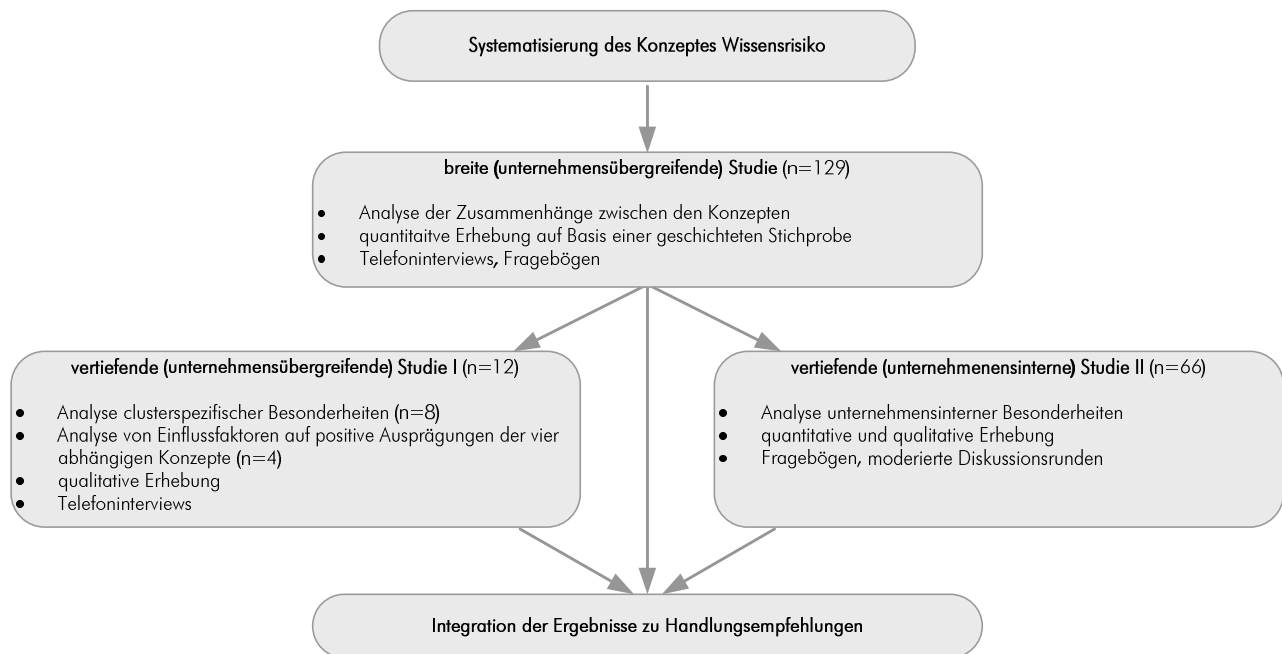 Systematisierung des Konzeptes Wissensrisiko
breite (unternehmensübergreifende) Studie (n=129)
• Analyse der Zusammenhänge zwischen den Konzepten
• quantitaitve Erhebung auf Basis einer geschichteten Stichprobe
• Telefoninterviews, Fragebögen
vertiefende (unternehmensübergreifende) Studie I (n=12)
• Analyse clusterspezifischer Besonderheiten (n=8)
• Analyse von Einflussfaktoren auf positive Ausprägungen der vier
abhängigen Konzepte (n=4)
• qualitative Erhebung
• Telefoninterviews
vertiefende (unternehmenensinterne) Studie II (n=66)
• Analyse unternehmensinterner Besonderheiten
• quantitative und qualitative Erhebung
• Fragebögen, moderierte Diskussionsrunden
Integration der Ergebnisse zu Handlungsempfehlungen